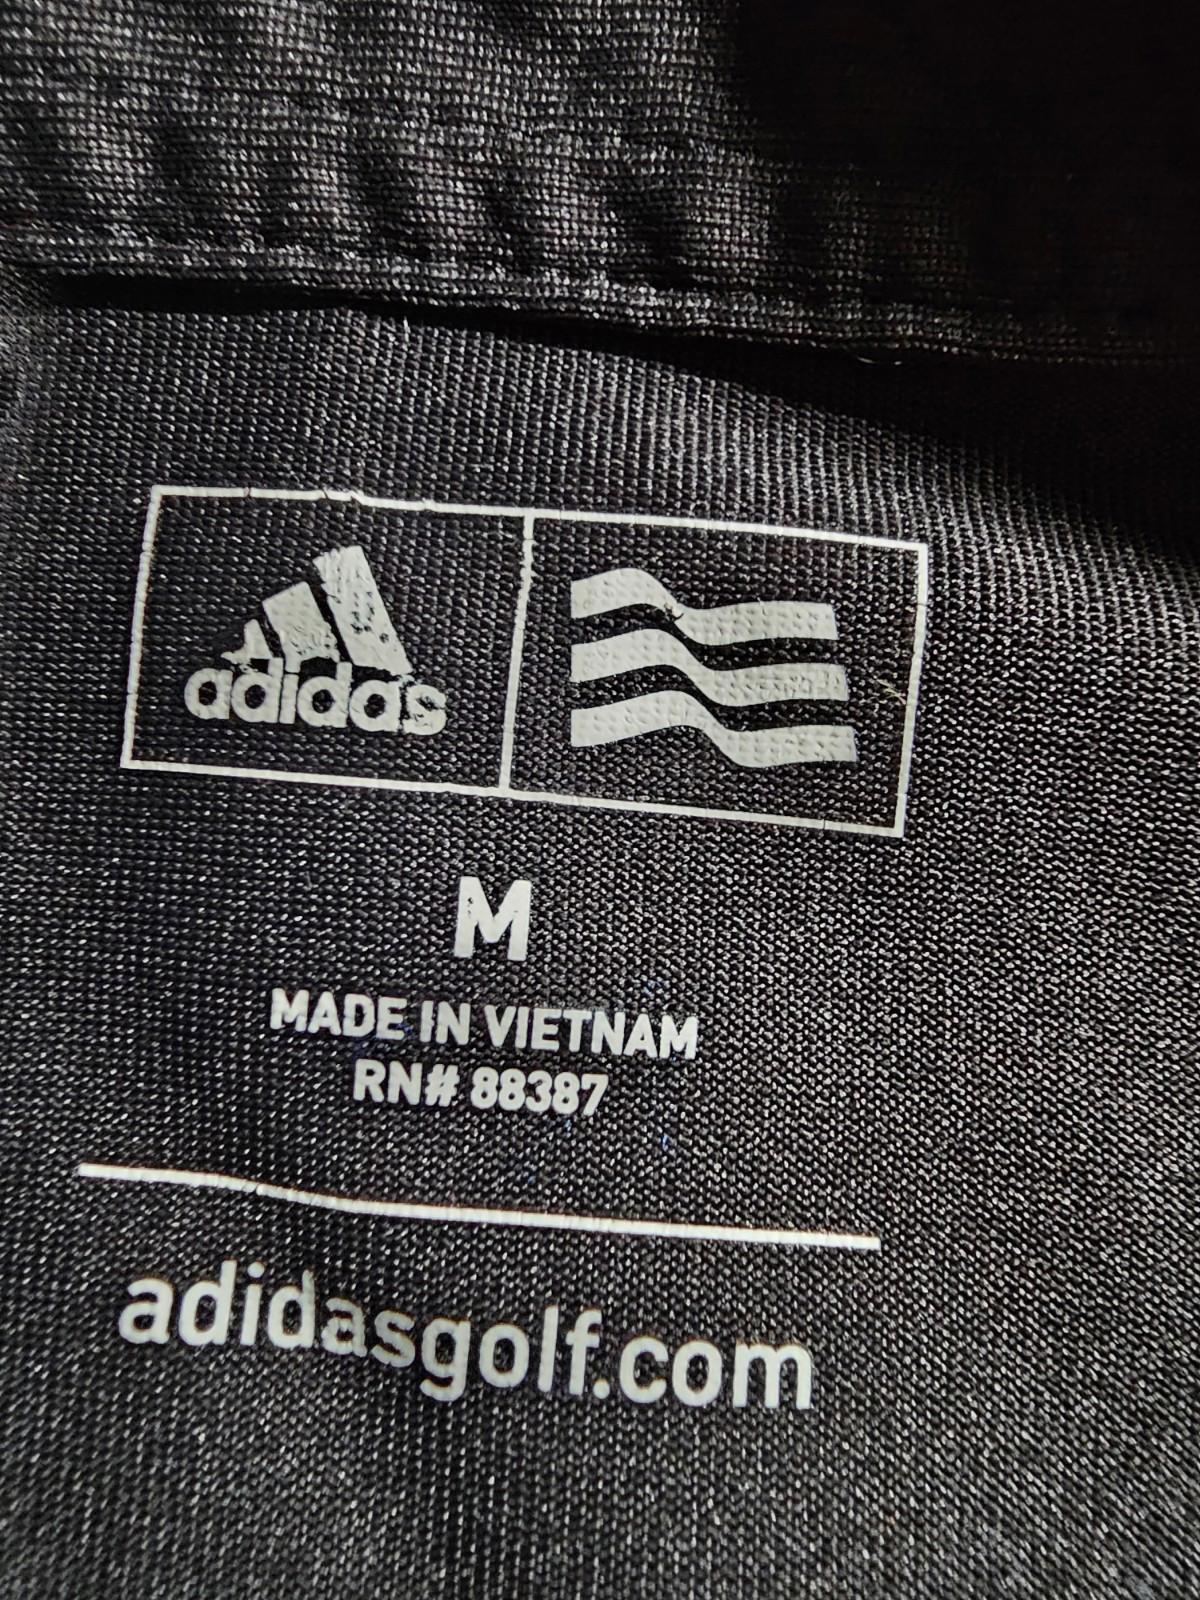 adidas
M
MADE IN VIETNAM
RN# 88387
adidasgolf.com